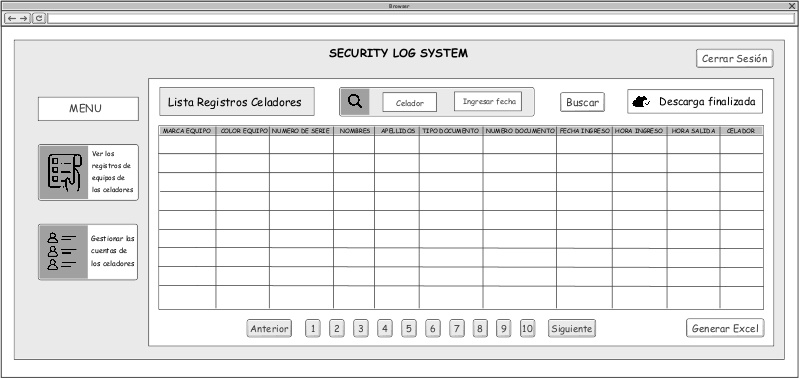 Browser
SECURITY LOG SYSTEM
Cerrar Sesión
MENU
Ver los
registros de
equipos de
las celadores
Gestionar las
cuentas de
los celadores
Lista Registros Celadores
Celador
Ingresar fecha
Buscar
Descarga finalizada
MARCA EQUIPO COLOR EQUIPO NUMERO DE SERIE NOMBRES APELLIDOS TIPO DOCUMENTO NUMERO DOCUMENTO FECHA INGRESO HORA INGRESO HORA SALIDA CELADOR
Anterior 1 2 3 4 5 6 7 8 9 10 Siguiente
Generar Excel